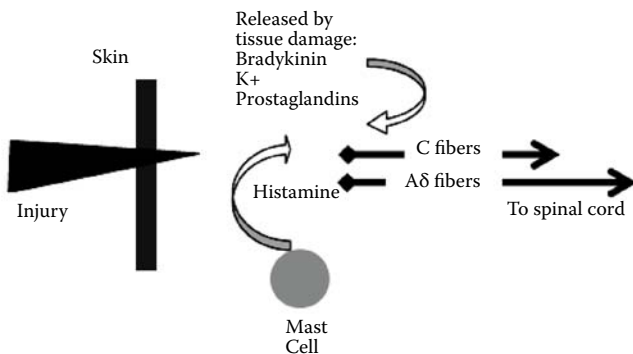 Released by
tissue damage:
Bradykinin
K+
Prostaglandins
Skin
C fibers
Aδ fibers
Histamine
Injury
To spinal cord
Mast
Cell